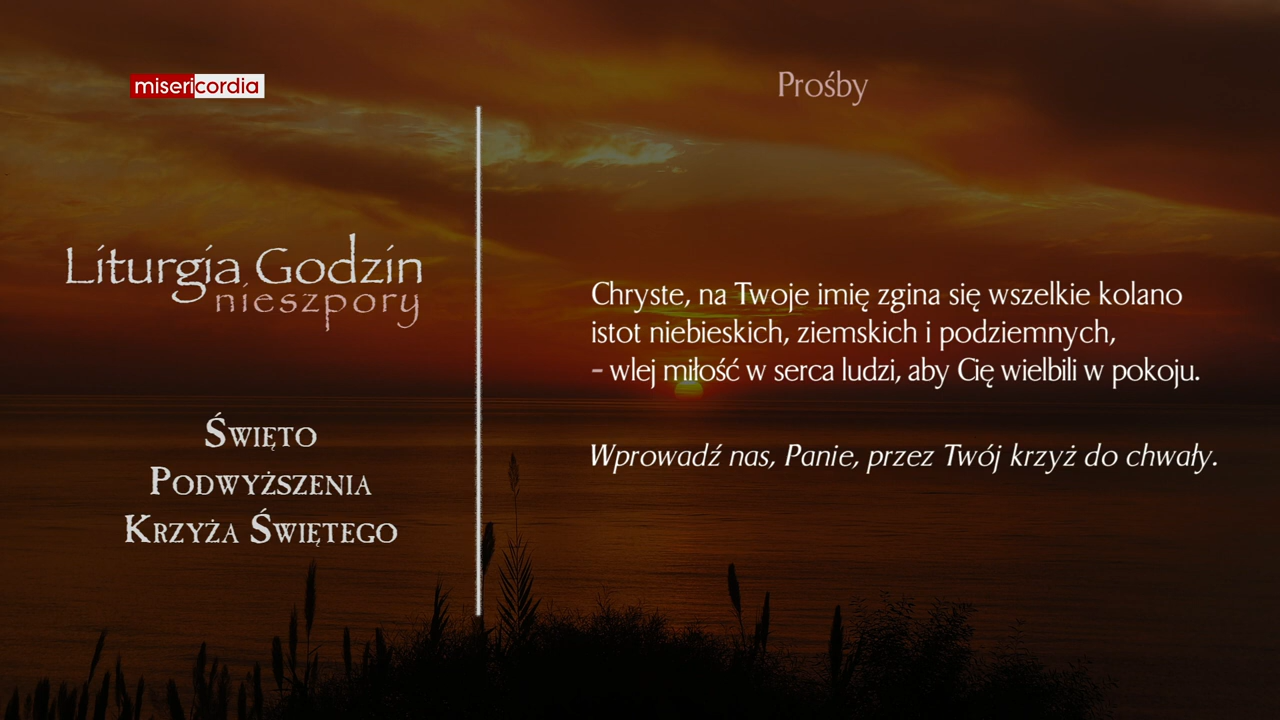 misericordia
Prośby
Liturgia Godzin
nieszpory
Święto
Podwyższenia
Krzyża Świętego
Chryste, na Twoje imię zgina się wszelkie kolano
istot niebieskich, ziemskich i podziemnych,
- wlej miłość w serca ludzi, aby Cię wielbili w pokoju.
Wprowadź nas, Panie, przez Twój krzyż do chwały.